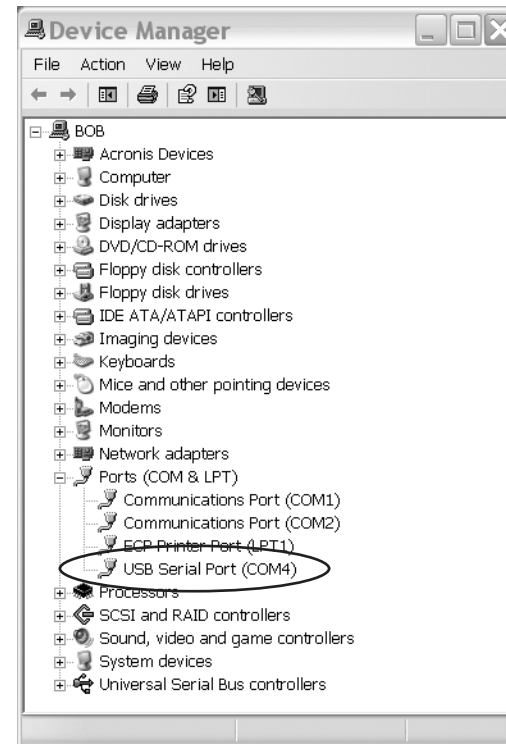 Device Manager
File Action View Help
BOB
Acronis Devices
Computer
Disk drives
Display adapters
DVD/CD-ROM drives
Floppy disk controllers
Floppy disk drives
IDE ATA/ATAPI controllers
Imaging devices
Keyboards
Mice and other pointing devices
Modems
Monitors
Network adapters
Ports (COM & LPT)
Communications Port (COM1)
Communications Port (COM2)
ECP Printer Port (LPT1)
USB Serial Port (COM4)
Processors
SCSI and RAID controllers
Sound, video and game controllers
System devices
Universal Serial Bus controllers